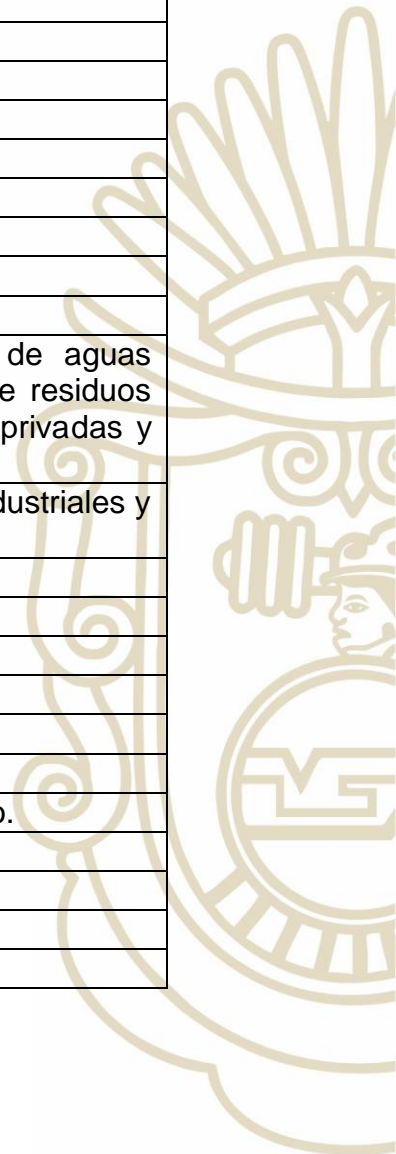 de aguas
e residuos
privadas y
dustriales y
o.